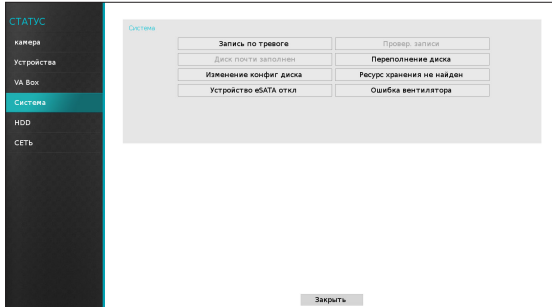 СТАТУС
камера
Устройства
VA Box
Система
HDD
СЕТЬ
Система
Запись по тревоге
Провер. записи
Диск почти заполнен
Переполнение диска
Изменение конфиг диска
Ресурс хранения не найден
Устройство eSATA откл
Ошибка вентилятора
Закрыть